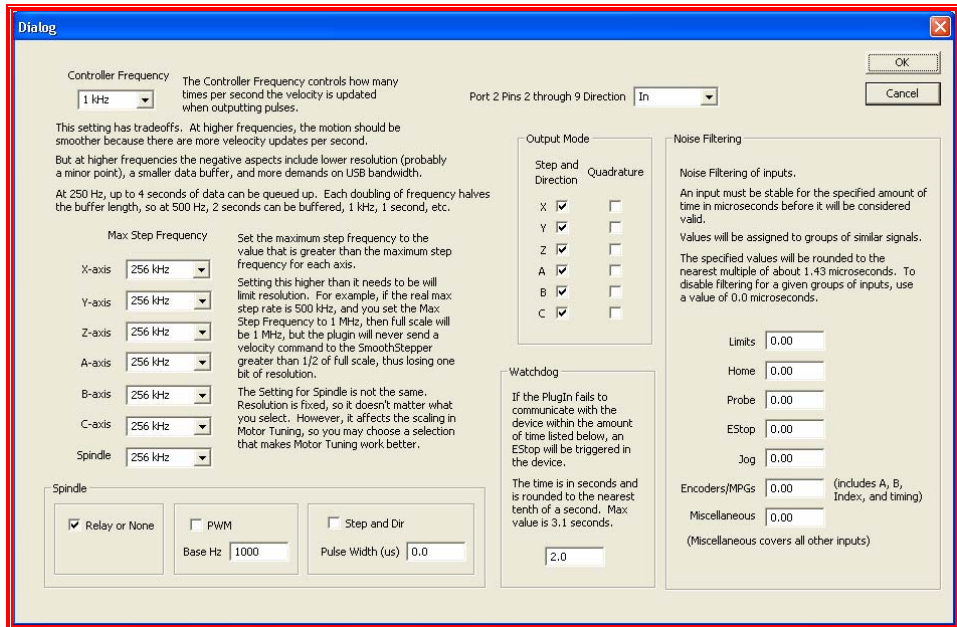 Dialog
OK
Cancel
Controller Frequency
1 kHz
The Controller Frequency controls how many
times per second the velocity is updated
when outputting pulses.
Port 2 Pins 2 through 9 Direction In
This setting has tradeoffs. At higher frequencies, the motion should be
smoother because there are more veleocity updates per second.
But at higher frequencies the negative aspects include lower resolution (probably
a minor point), a smaller data buffer, and more demands on USB bandwidth.
At 250 Hz, up to 4 seconds of data can be queued up. Each doubling of frequency halves
the buffer length, so at 500 Hz, 2 seconds can be buffered, 1 kHz, 1 second, etc.
Max Step Frequency
X-axis 256 kHz
Y-axis 256 kHz
Z-axis 256 kHz
A-axis 256 kHz
B-axis 256 kHz
C-axis 256 kHz
Spindle 256 kHz
Set the maximum step frequency to the
value that is greater than the maximum step
frequency for each axis.
Setting this higher than it needs to be will
limit resolution. For example, if the real max
step rate is 500 kHz, and you set the Max
Step Frequency to 1 MHz, then full scale will
be 1 MHz, but the plugin will never send a
velocity command to the SmoothStepper
greater than 1/2 of full scale, thus losing one
bit of resolution.
The Setting for Spindle is not the same.
Resolution is fixed, so it doesn't matter what
you select. However, it affects the scaling in
Motor Tuning, so you may choose a selection
that makes Motor Tuning work better.
Output Mode
Step and
Direction
Quadrature
X
Y
Z
A
B
C
Watchdog
If the PlugIn fails to
communicate with the
device within the amount
of time listed below, an
EStop will be triggered in
the device.
The time is in seconds and
is rounded to the nearest
tenth of a second. Max
value is 3.1 seconds.
2.0
Noise Filtering
Noise Filtering of inputs.
An input must be stable for the specified amount of
time in microseconds before it will be considered
valid.
Values will be assigned to groups of similar signals.
The specified values will be rounded to the
nearest multiple of about 1.43 microseconds. To
disable filtering for a given groups of inputs, use
a value of 0.0 microseconds.
Limits 0.00
Home 0.00
Probe 0.00
EStop 0.00
Jog 0.00
Encoders/MPGs 0.00 (includes A, B,
Index, and timing)
Miscellaneous 0.00
(Miscellaneous covers all other inputs)
Spindle
Relay or None
PWM
Base Hz 1000
Step and Dir
Pulse Width (us) 0.0